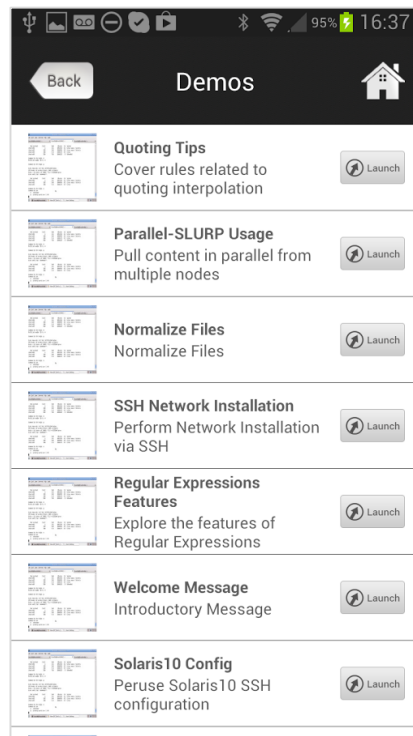 95% 16:37
Back Demos
Quoting Tips
Cover rules related to
quoting interpolation
Launch
Parallel-SLURP Usage
Pull content in parallel from
multiple nodes
Launch
Normalize Files
Normalize Files
Launch
SSH Network Installation
Perform Network Installation
via SSH
Launch
Regular Expressions
Features
Explore the features of
Regular Expressions
Launch
Welcome Message
Introductory Message
Launch
Solaris10 Config
Peruse Solaris10 SSH
configuration
Launch